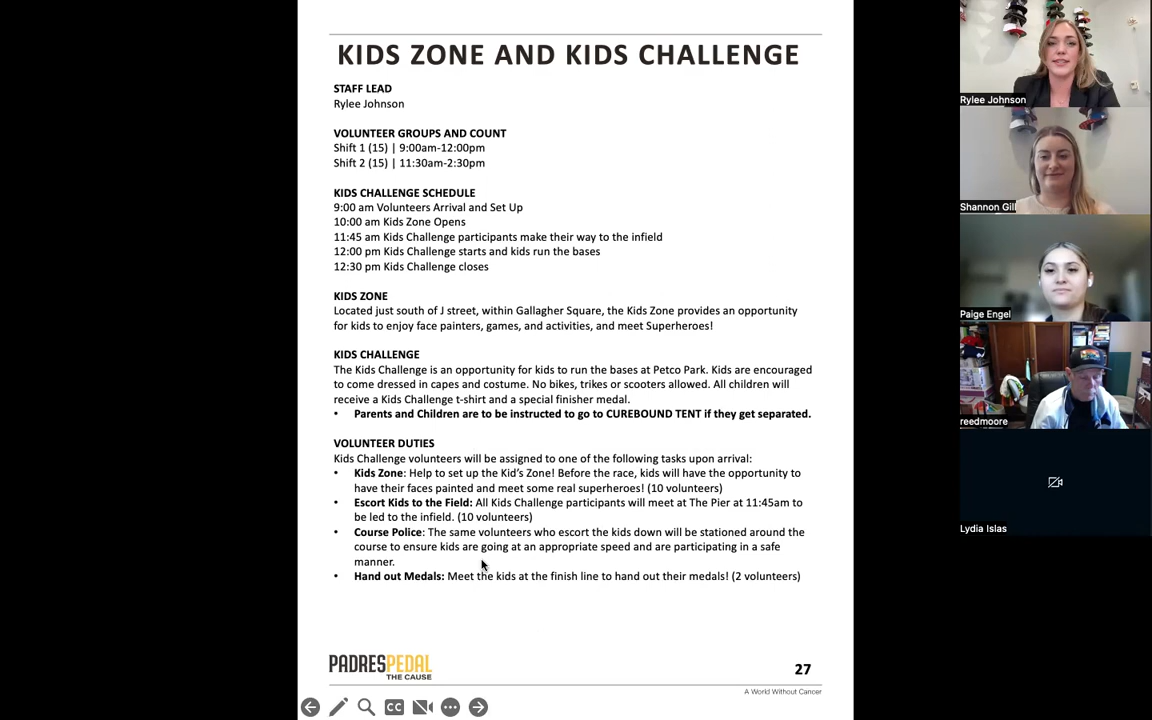 KIDS ZONE AND KIDS CHALLENGE
STAFF LEAD
Rylee Johnson
VOLUNTEER GROUPS AND COUNT
Shift 1 (15) | 9:00am-12:00pm
Shift 2 (15) | 11:30am-2:30pm
KIDS CHALLENGE SCHEDULE
9:00 am Volunteers Arrival and Set Up
10:00 am Kids Zone Opens
11:45 am Kids Challenge participants make their way to the infield
12:00 pm Kids Challenge starts and kids run the bases
12:30 pm Kids Challenge closes
KIDS ZONE
Located just south of J street, within Gallagher Square, the Kids Zone provides an opportunity
for kids to enjoy face painters, games, and activities, and meet Superheroes!
KIDS CHALLENGE
The Kids Challenge is an opportunity for kids to run the bases at Petco Park. Kids are encouraged
to come dressed in capes and costume. No bikes, trikes or scooters allowed. All children will
receive a Kids Challenge t-shirt and a special finisher medal.
• Parents and Children are to be instructed to go to CUREBOUND TENT if they get separated.
VOLUNTEER DUTIES
Kids Challenge volunteers will be assigned to one of the following tasks upon arrival:
• Kids Zone: Help to set up the Kid's Zone! Before the race, kids will have the opportunity to
have their faces painted and meet some real superheroes! (10 volunteers)
• Escort Kids to the Field: All Kids Challenge participants will meet at The Pier at 11:45am to
be led to the infield. (10 volunteers)
• Course Police: The same volunteers who escort the kids down will be stationed around the
course to ensure kids are going at an appropriate speed and are participating in a safe
manner.
• Hand out Medals: Meet the kids at the finish line to hand out their medals! (2 volunteers)
PADRESPEDAL
THE CAUSE
27
A World Without Cancer
CC
Rylee Johnson
Shannon Gill
Paige Engel
reedmoore
Lydia Islas